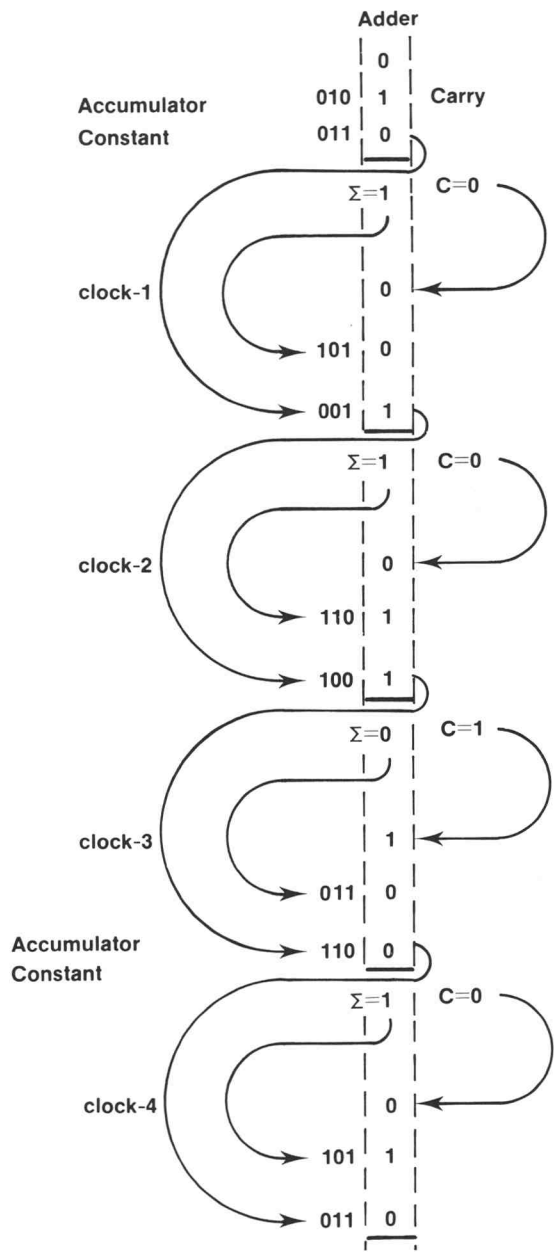 Adder
0
010 1 Carry
Accumulator
Constant 011 0
Σ=1 C=0
clock-1 0
101 0
001 1
Σ=1 C=0
clock-2 0
110 1
100 1
Σ=0 C=1
clock-3 1
011 0
Accumulator
110 0
Constant
Σ=1 C=0
clock-4 0
101 1
011 0